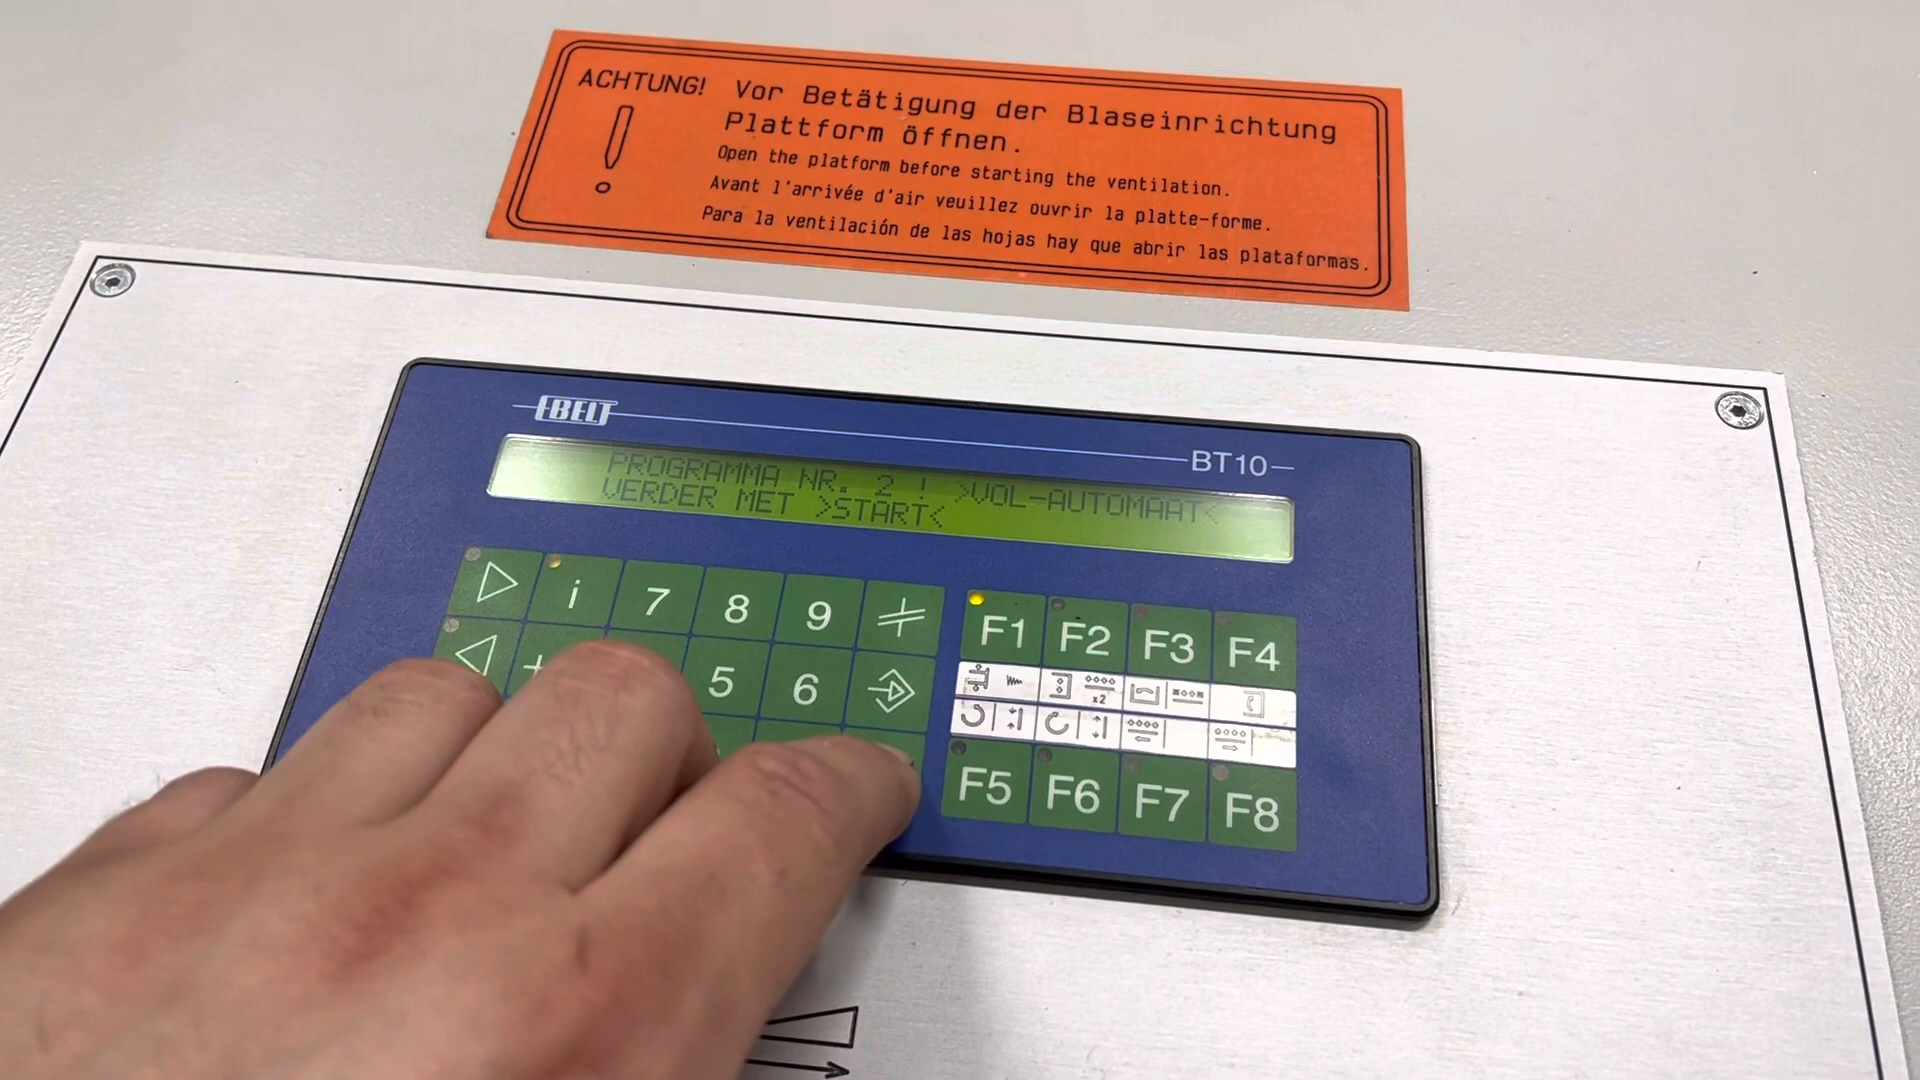 ACHTUNG! Vor Betätigung der Blaseinrichtung
Plattform öffnen.
Open the platform before starting the ventilation.
Avant l'arrivée d'air veuillez ouvrir la platte-forme.
Para la ventilación de las hojas hay que abrir las plataformas.
EBELT
BT10
PROGRAMMA NR. 2 ! >VOL-AUTOMAAT<
VERDER MET >START<
i 7 8 9 F1 F2 F3 F4
+ 5 6
x2
F5 F6 F7 F8